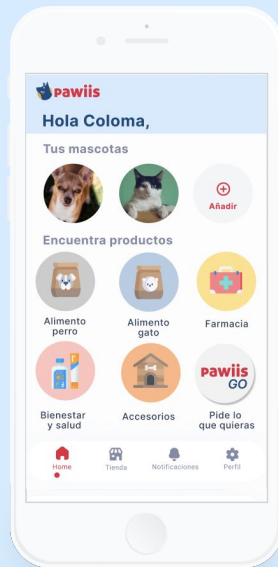 pawiis
Hola Coloma,
Tus mascotas
Añadir
Encuentra productos
Alimento
perro
Alimento
gato
Farmacia
pawiis
GO
Bienestar
y salud
Accesorios
Pide lo
que quieras
Home
Tienda
Notificaciones
Perfil